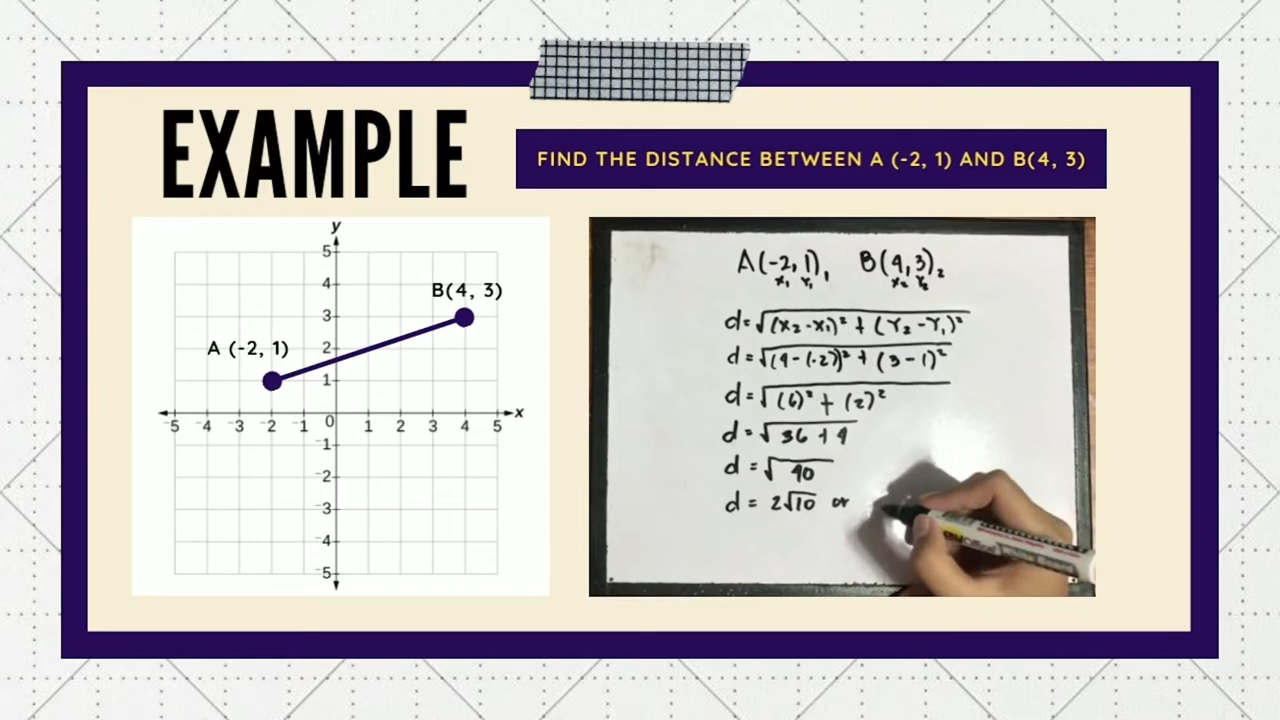 EXAMPLE
FIND THE DISTANCE BETWEEN A (-2, 1) AND B(4, 3)
y
5
4
B(4, 3)
3
A (-2, 1)
2
1
x
-5 -4 -3 -2 -1 0 1 2 3 4 5
-1
-2
-3
-4
-5
A(-2, 1), B(4, 3)₂
x₁ Y₁ x₂ Y₂
d=√(x₂-x₁)²+(Y₂-Y₁)²
d=√(4-(-2))²+(3-1)²
d=√(6)²+(2)²
d=√36+4
d=√40
d= 2√10 or